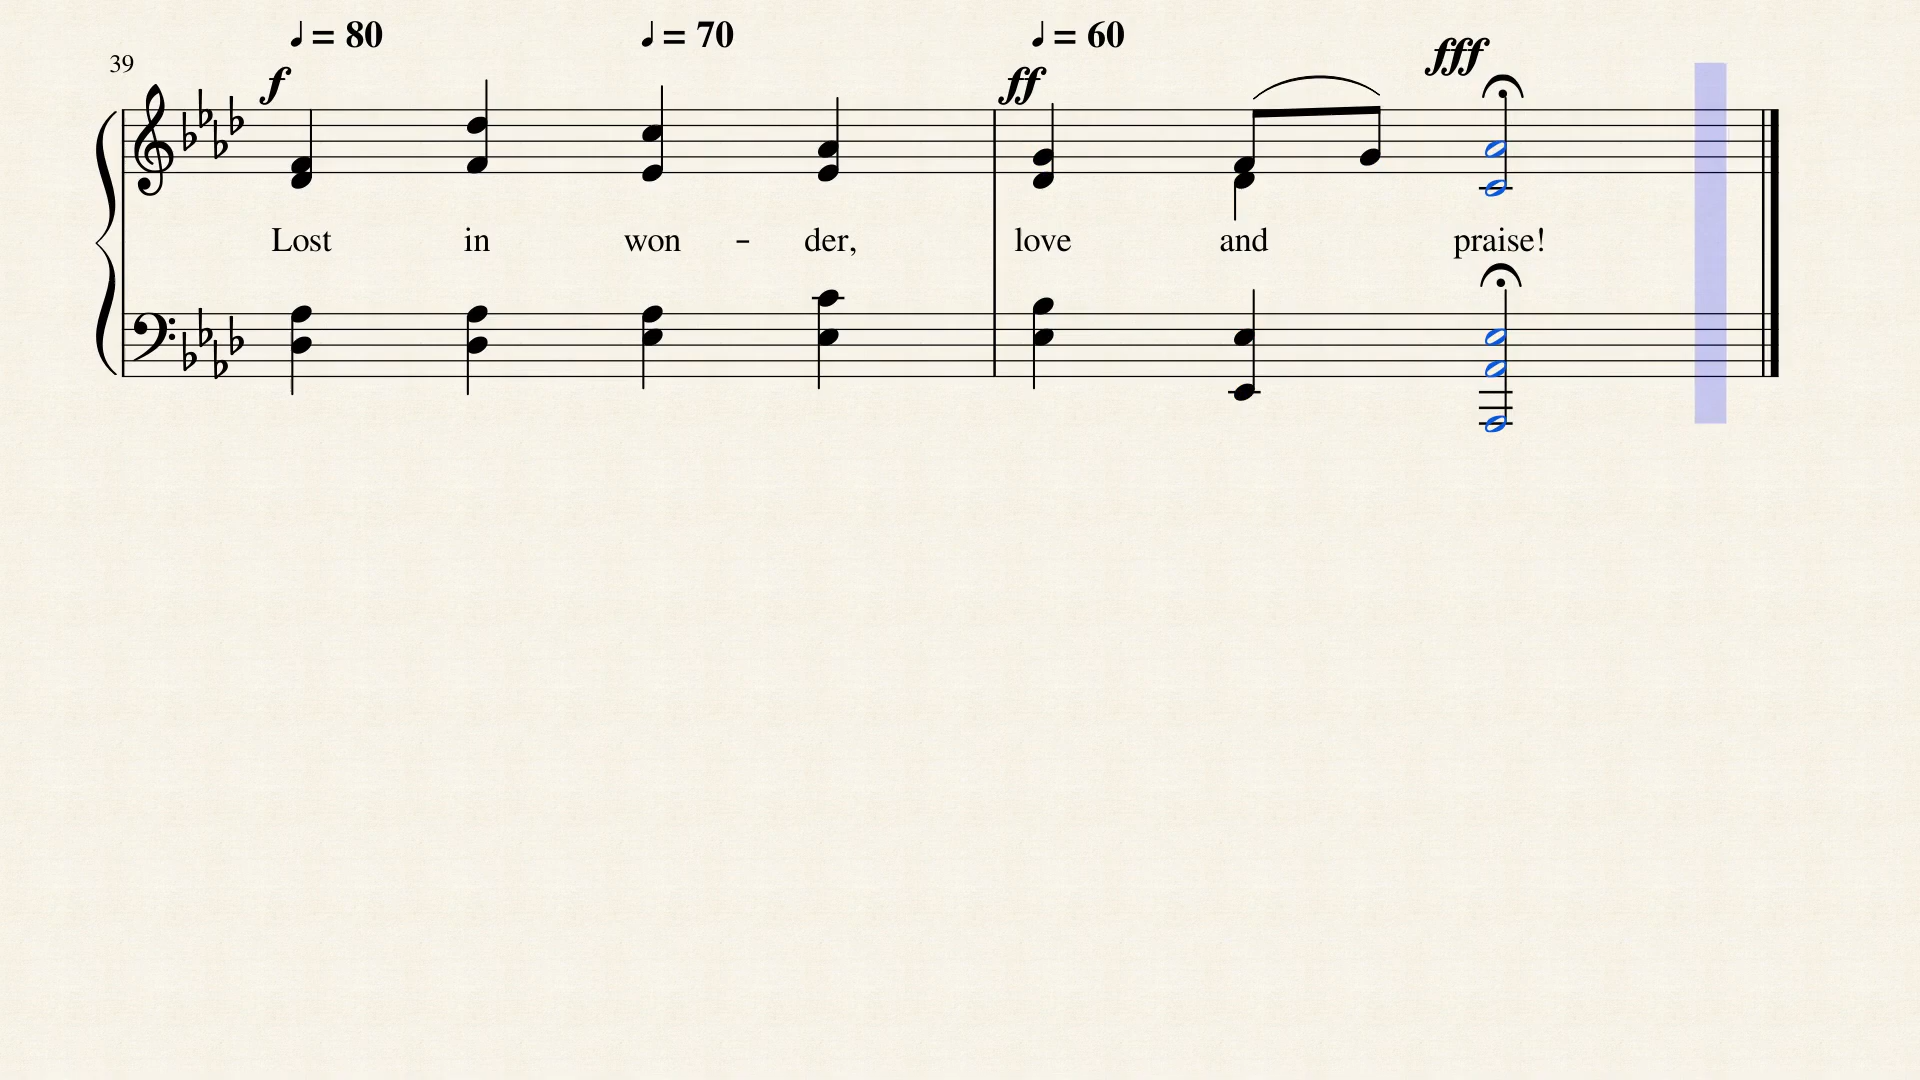 ♩ = 80 ♩ = 70 ♩ = 60
39
f ff fff
Lost in won - der, love and praise!